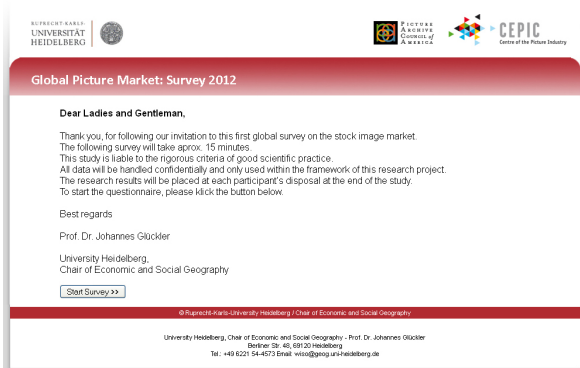 RUPRECHT-KARLS-
UNIVERSITÄT
HEIDELBERG
PICTURE
ARCHIVE
COUNCIL of
AMERICA
CEPIC
Centre of the Picture Industry
Global Picture Market: Survey 2012
Dear Ladies and Gentleman,
Thank you, for following our invitation to this first global survey on the stock image market.
The following survey will take aprox. 15 minutes.
This study is liable to the rigorous criteria of good scientific practice.
All data will be handled confidentially and only used within the framework of this research project.
The research results will be placed at each participant's disposal at the end of the study.
To start the questionnaire, please klick the button below.
Best regards
Prof. Dr. Johannes Glückler
University Heidelberg,
Chair of Economic and Social Geography
Start Survey >>
© Ruprecht-Karls-University Heidelberg / Chair of Economic and Social Geography
University Heidelberg, Chair of Economic and Social Geography - Prof. Dr. Johannes Glückler
Berliner Str. 48, 69120 Heidelberg
Tel.: +49 6221 54-4573 Email: wiso@geog.uni-heidelberg.de